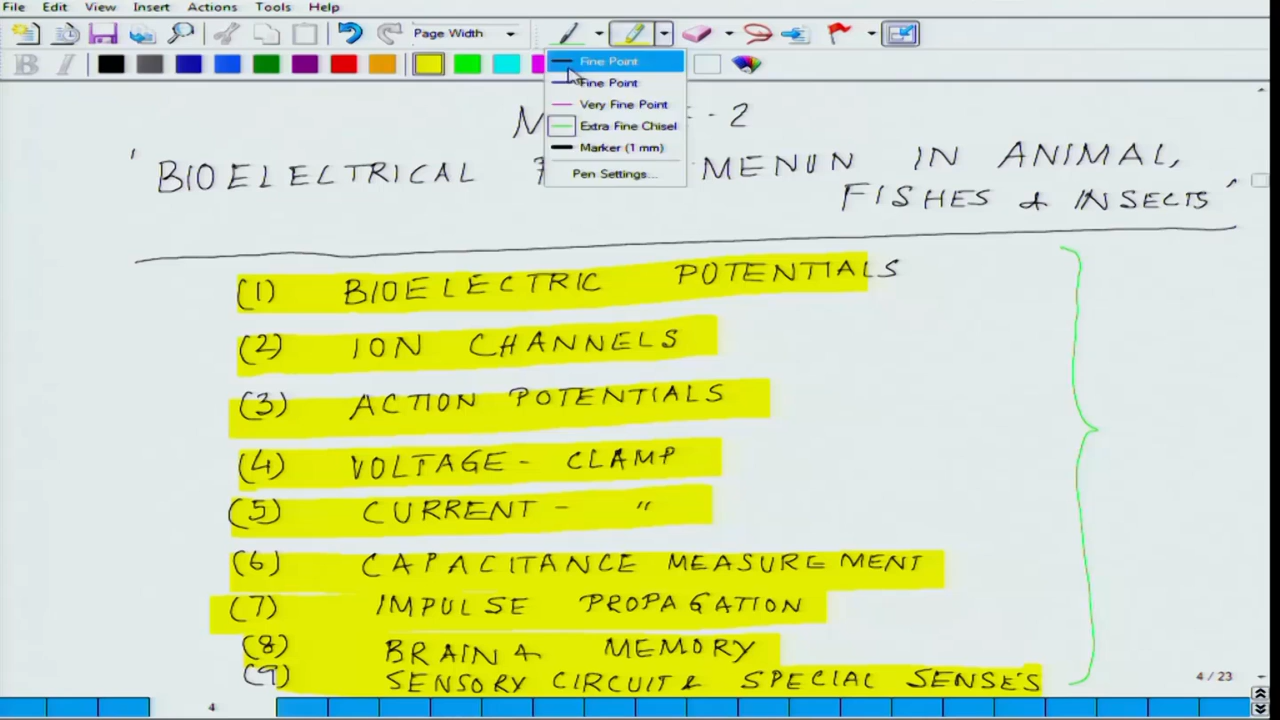 File Edit View Insert Actions Tools Help
Page Width
Fine Point
Fine Point
Very Fine Point
Extra Fine Chisel
Marker (1 mm)
Pen Settings...
- 2
' BIOELECTRICAL MENUN IN ANIMAL,
FISHES & INSECTS '
(1) BIOELECTRIC POTENTIALS
(2) ION CHANNELS
(3) ACTION POTENTIALS
(4) VOLTAGE - CLAMP
(5) CURRENT - "
(6) CAPACITANCE MEASUREMENT
(7) IMPULSE PROPAGATION
(8) BRAIN & MEMORY
(9) SENSORY CIRCUIT & SPECIAL SENSE'S
4 / 23
4